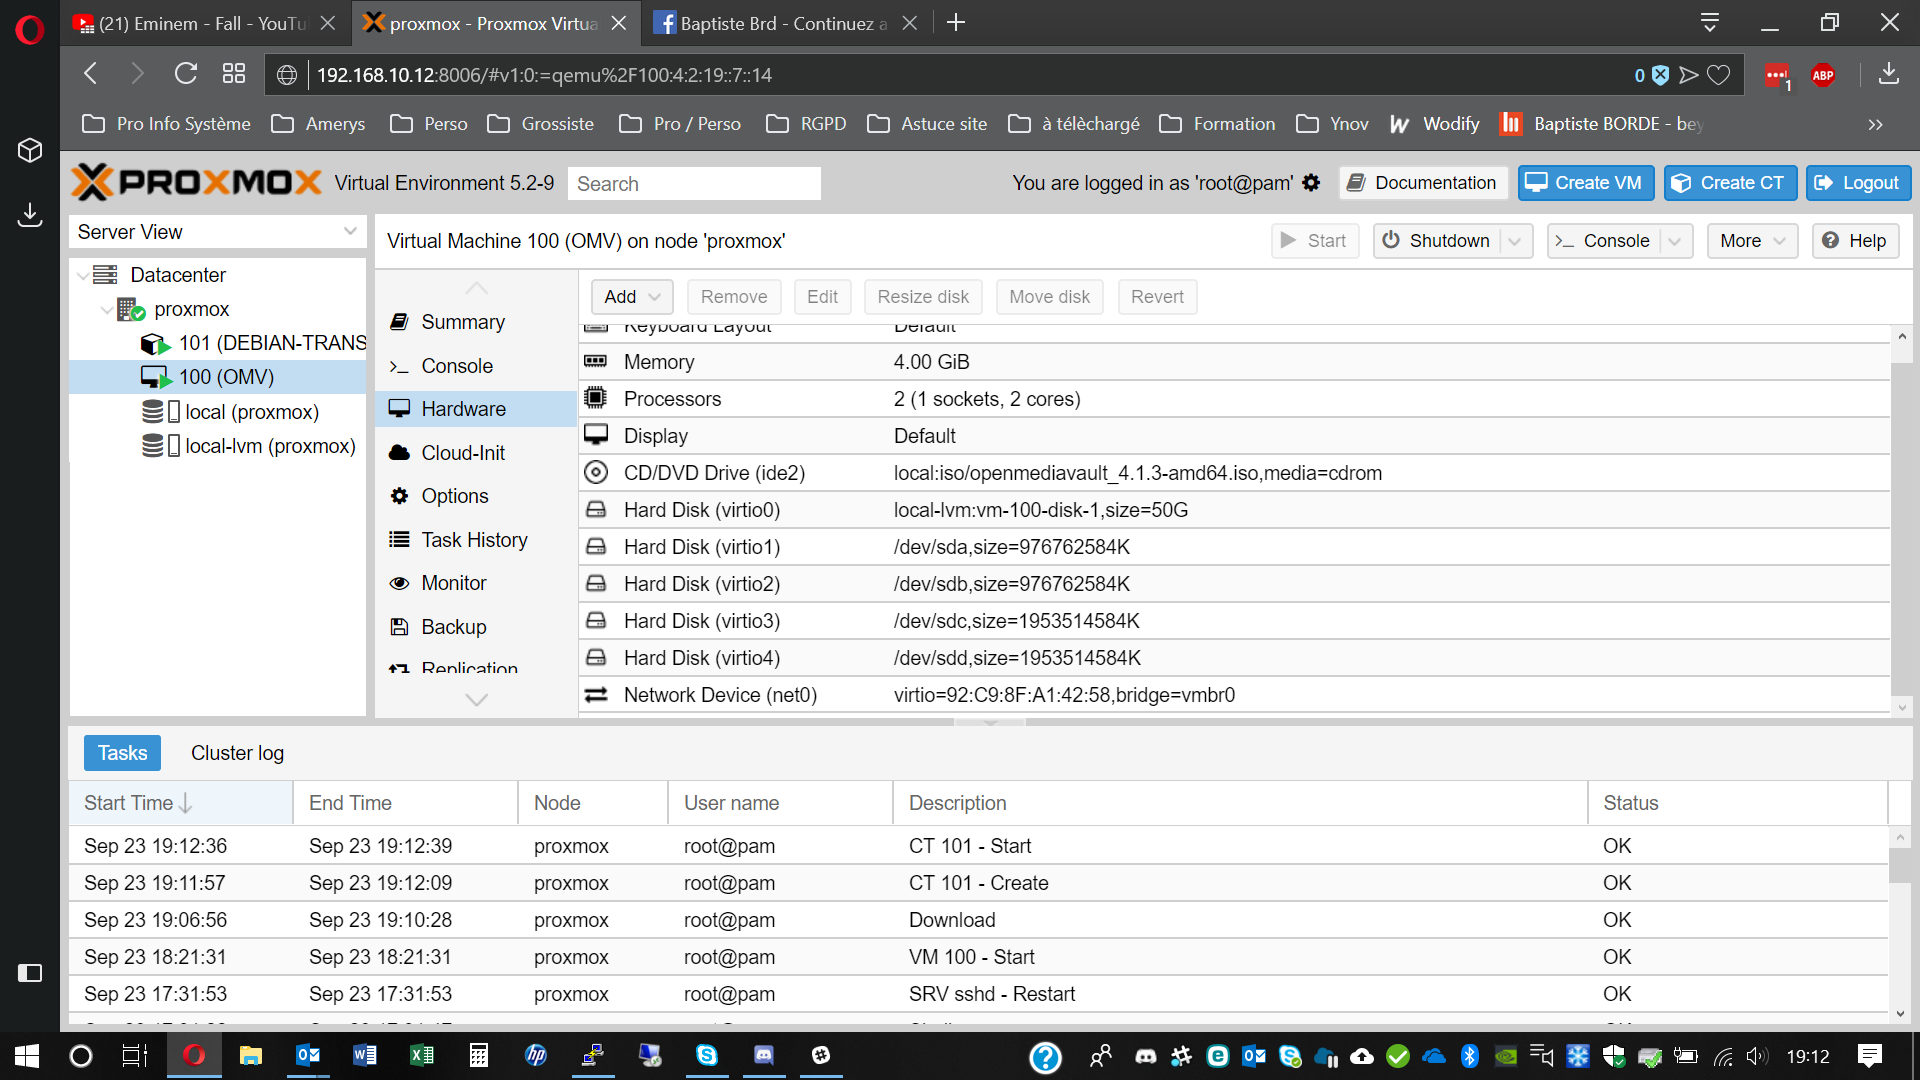 (21) Eminem - Fall - YouTu
proxmox - Proxmox Virtua
Baptiste Brd - Continuez a
192.168.10.12:8006/#v1:0:=qemu%2F100:4:2:19::7::14
0
1
ABP
Pro Info Système
Amerys
Perso
Grossiste
Pro / Perso
RGPD
Astuce site
à télèchargé
Formation
Ynov
Wodify
Baptiste BORDE - bey
PROXMOX
Virtual Environment 5.2-9
Search
You are logged in as 'root@pam'
Documentation
Create VM
Create CT
Logout
Server View
Datacenter
proxmox
101 (DEBIAN-TRANS
100 (OMV)
local (proxmox)
local-lvm (proxmox)
Virtual Machine 100 (OMV) on node 'proxmox'
Start
Shutdown
Console
More
Help
Summary
Console
Hardware
Cloud-Init
Options
Task History
Monitor
Backup
Replication
Add
Remove
Edit
Resize disk
Move disk
Revert
Keyboard Layout Default
Memory 4.00 GiB
Processors 2 (1 sockets, 2 cores)
Display Default
CD/DVD Drive (ide2) local:iso/openmediavault_4.1.3-amd64.iso,media=cdrom
Hard Disk (virtio0) local-lvm:vm-100-disk-1,size=50G
Hard Disk (virtio1) /dev/sda,size=976762584K
Hard Disk (virtio2) /dev/sdb,size=976762584K
Hard Disk (virtio3) /dev/sdc,size=1953514584K
Hard Disk (virtio4) /dev/sdd,size=1953514584K
Network Device (net0) virtio=92:C9:8F:A1:42:58,bridge=vmbr0
Tasks
Cluster log
Start Time End Time Node User name Description Status
Sep 23 19:12:36 Sep 23 19:12:39 proxmox root@pam CT 101 - Start OK
Sep 23 19:11:57 Sep 23 19:12:09 proxmox root@pam CT 101 - Create OK
Sep 23 19:06:56 Sep 23 19:10:28 proxmox root@pam Download OK
Sep 23 18:21:31 Sep 23 18:21:31 proxmox root@pam VM 100 - Start OK
Sep 23 17:31:53 Sep 23 17:31:53 proxmox root@pam SRV sshd - Restart OK
19:12